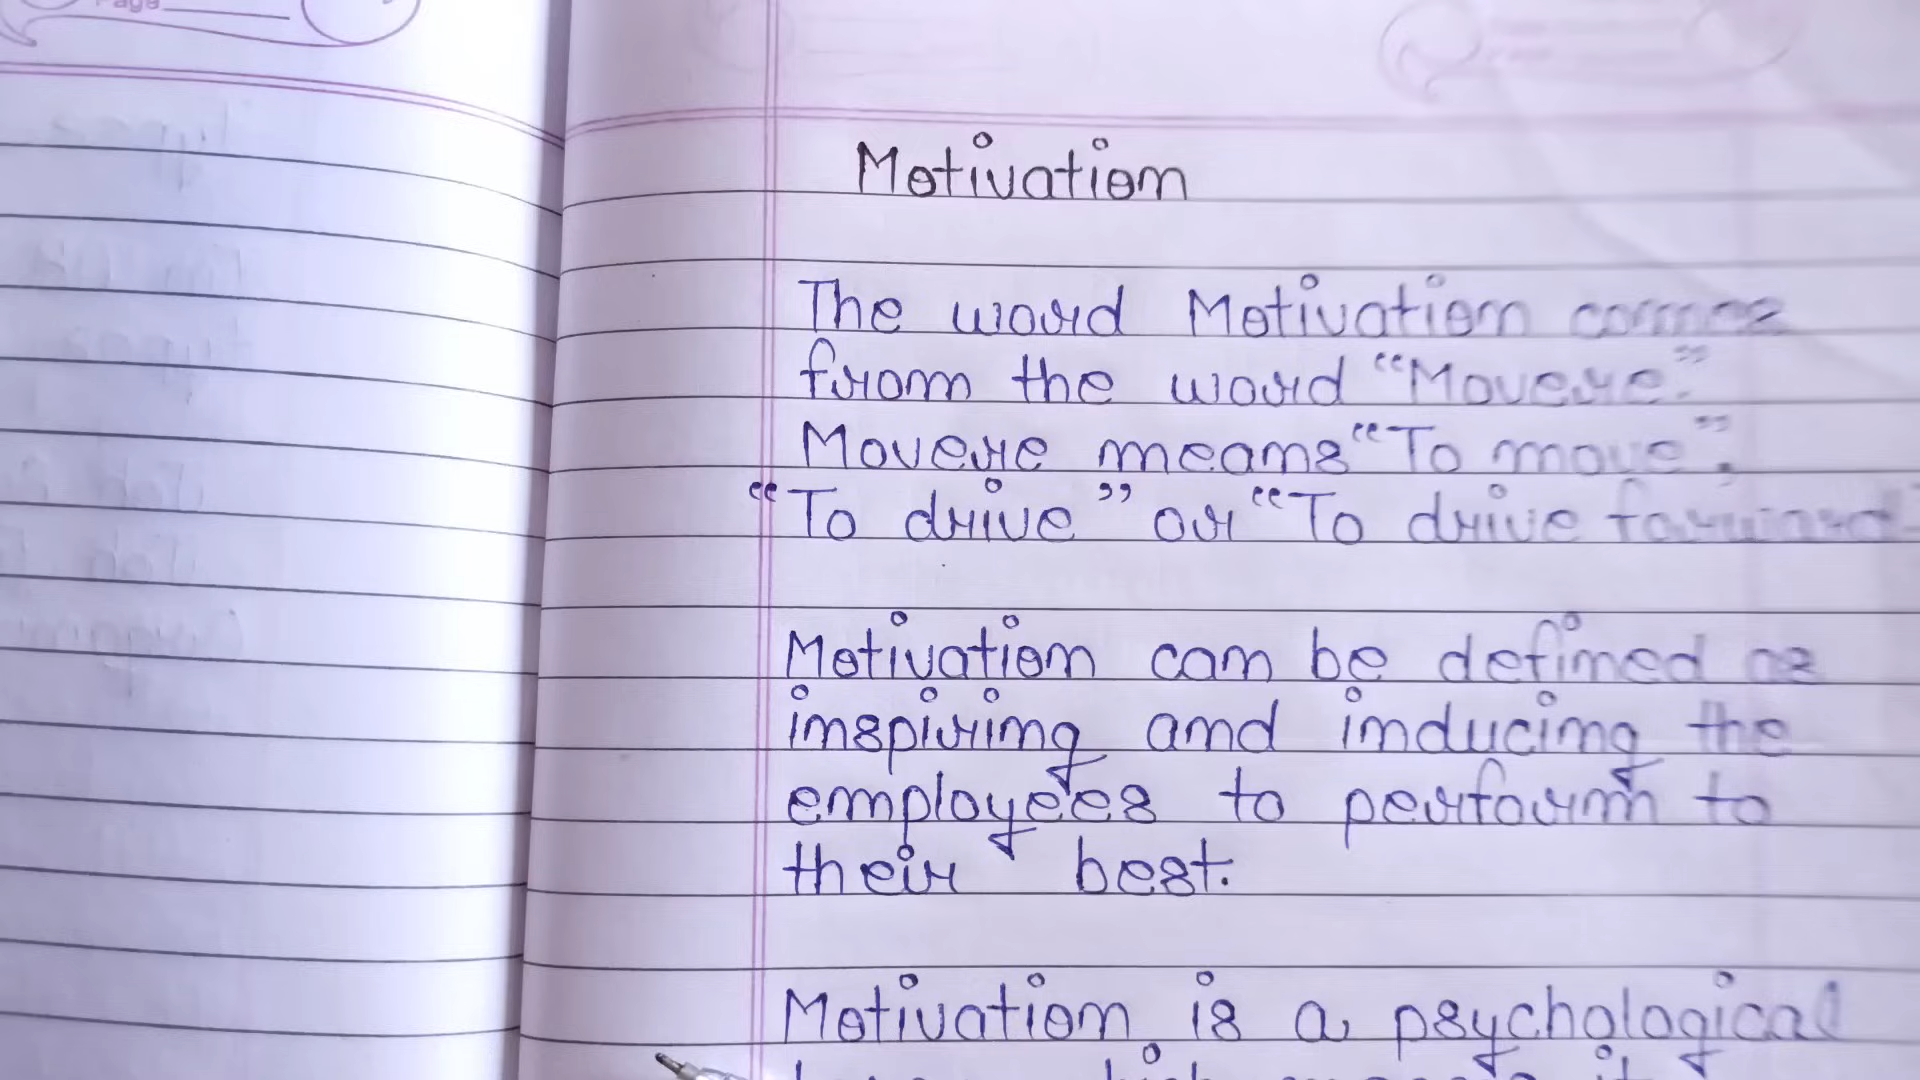 Page
Motivation
The word Motivation comes
from the word “Movere.”
Movere means “To move”,
“To drive” or “To drive forward
Motivation can be defined as
inspiring and inducing the
employees to perform to
their best.
Motivation is a psychological